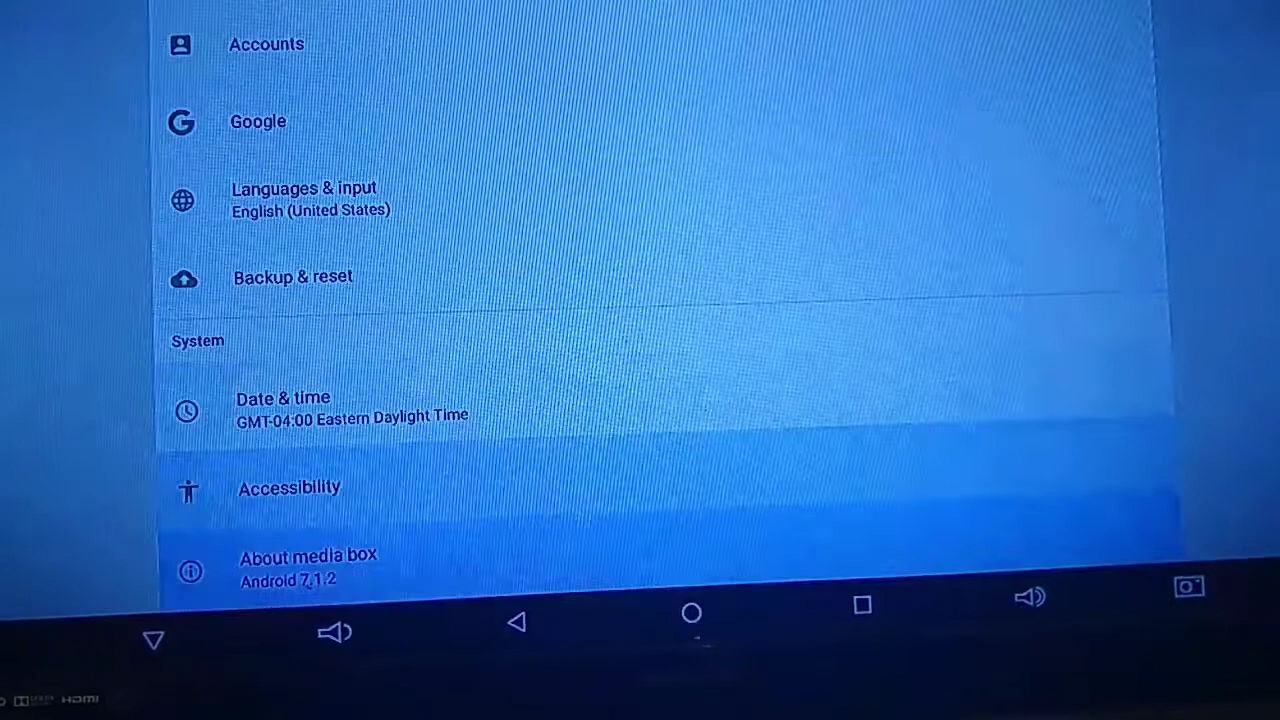 Accounts
Google
Languages & input
English (United States)
Backup & reset
System
Date & time
GMT-04:00 Eastern Daylight Time
Accessibility
About media box
Android 7.1.2
HDMI